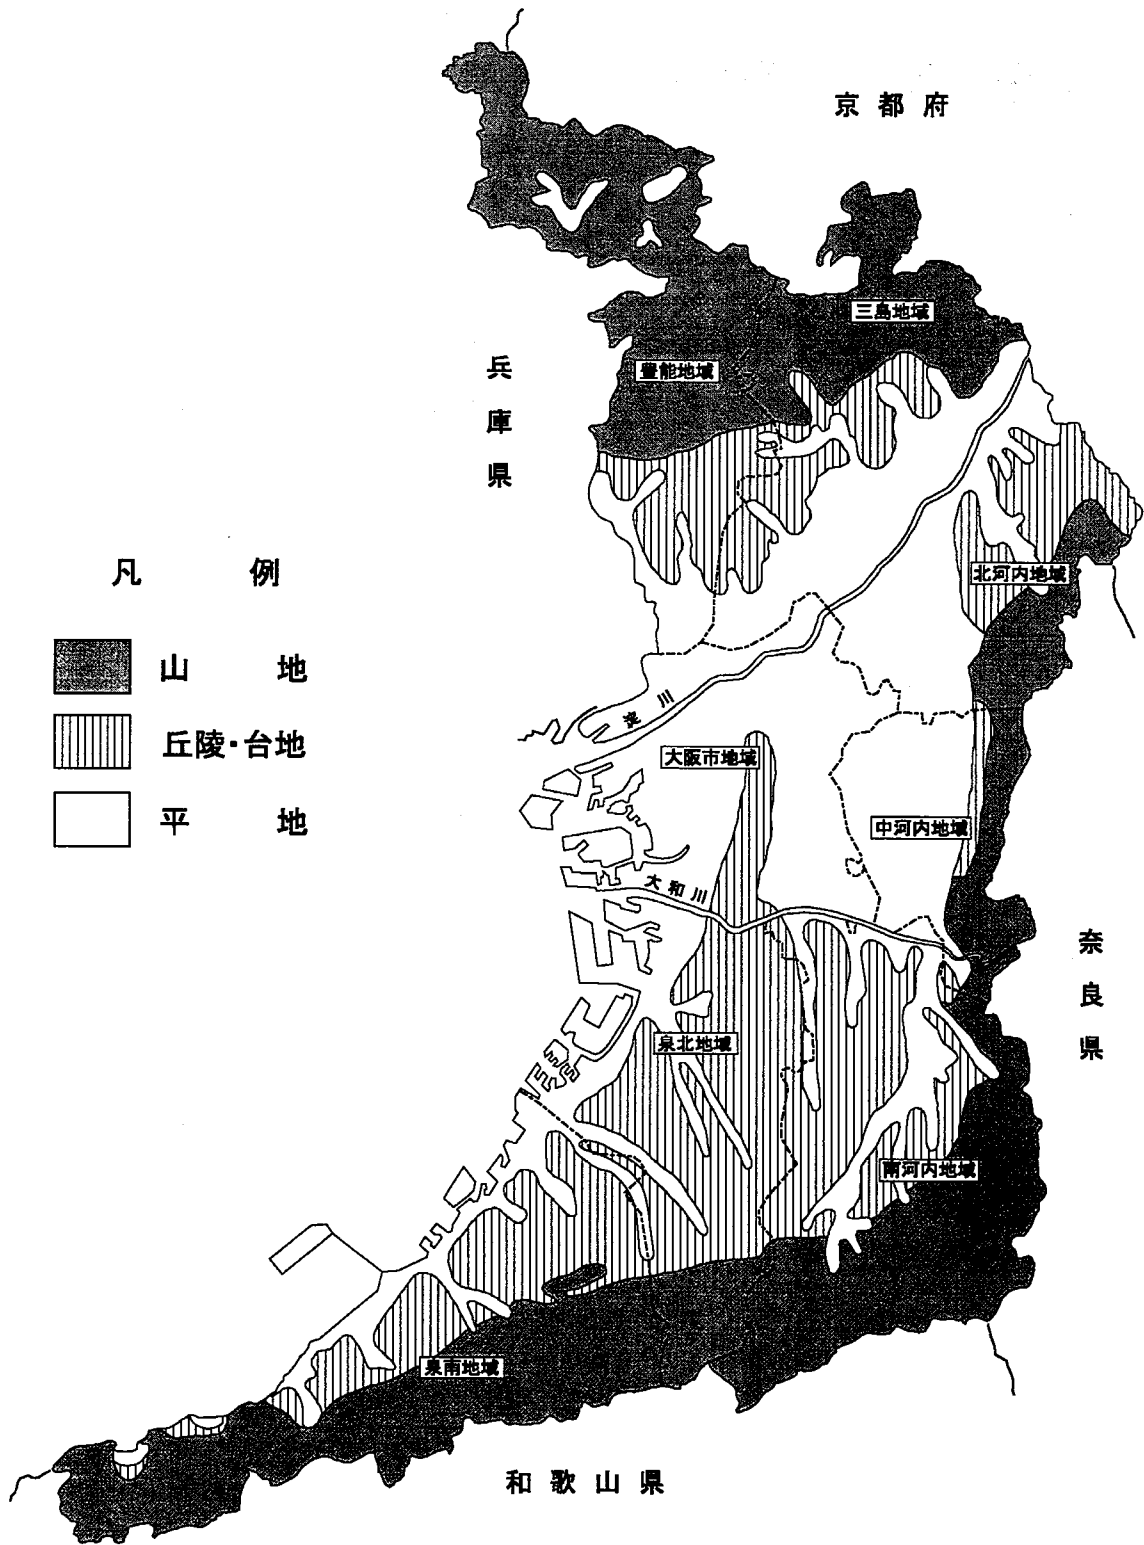 京都府
三島地域
豊能地域
兵庫県
凡例
北河内地域
山地
淀川
丘陵・台地
大阪市地域
平地
中河内地域
大和川
奈良県
泉北地域
南河内地域
泉南地域
和歌山県